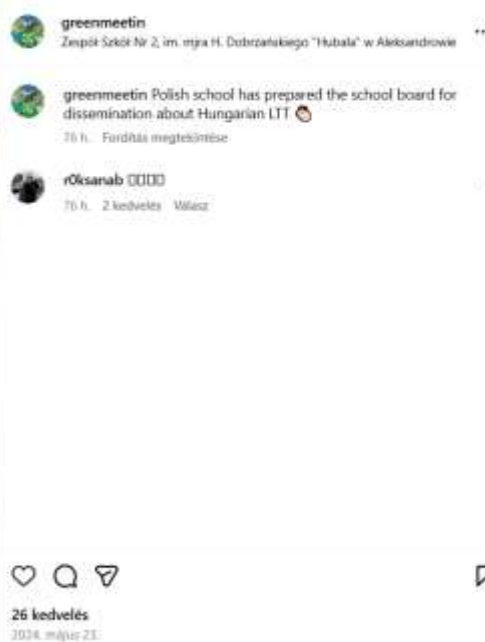 greenmeetin
Zespół Szkół Nr 2, im. mjra H. Dobrzańskiego "Hubala" w Aleksandrowie
greenmeetin Polish school has prepared the school board for
dissemination about Hungarian LTT
76 h. Fordítás megtekintése
r0ksanab
76 h. 2 kedvelés Válasz
26 kedvelés
2024. május 23.